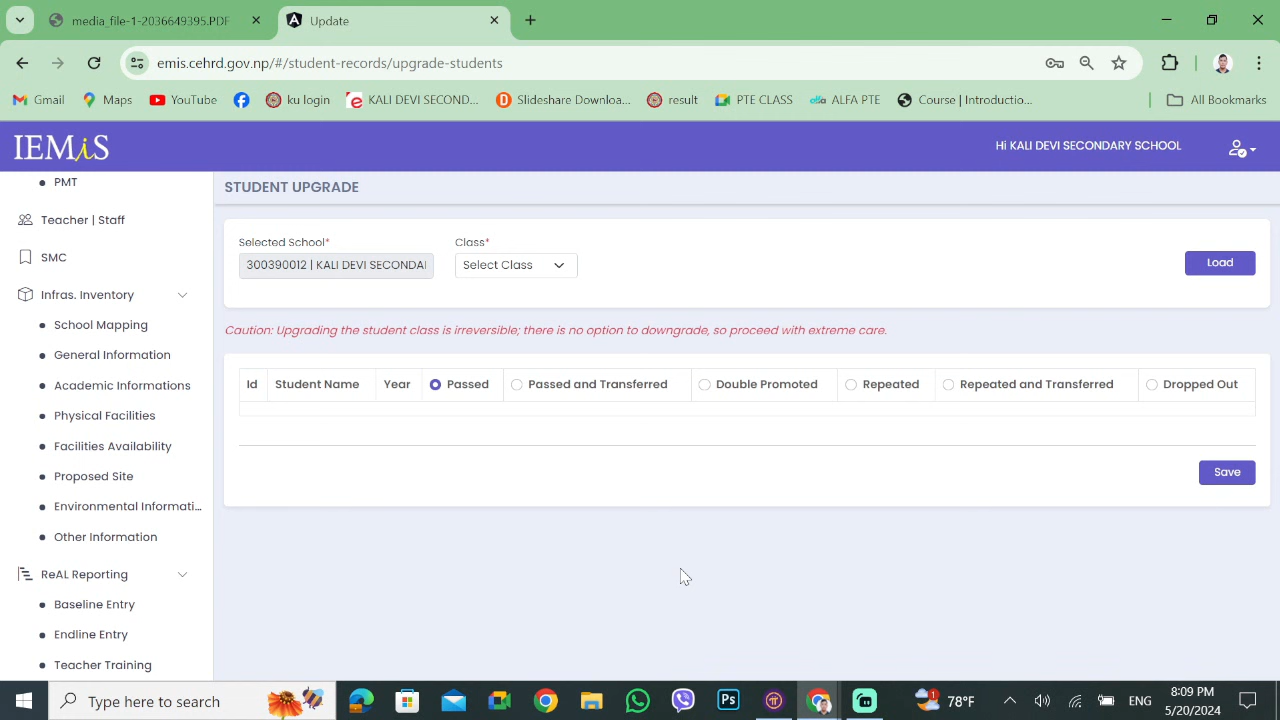 media_file-1-2036649395.PDF
Update
emis.cehrd.gov.np/#/student-records/upgrade-students
Gmail
Maps
YouTube
ku login
KALI DEVI SECOND...
Slideshare Downloa...
result
PTE CLASS
alfa
ALFA PTE
Course | Introductio...
All Bookmarks
IEMiS
Hi KALI DEVI SECONDARY SCHOOL
PMT
Teacher | Staff
SMC
Infras. Inventory
School Mapping
General Information
Academic Informations
Physical Facilities
Facilities Availability
Proposed Site
Environmental Informati...
Other Information
ReAL Reporting
Baseline Entry
Endline Entry
Teacher Training
STUDENT UPGRADE
Selected School*
Class*
300390012 | KALI DEVI SECONDAI
Select Class
Load
Caution: Upgrading the student class is irreversible; there is no option to downgrade, so proceed with extreme care.
Id
Student Name
Year
Passed
Passed and Transferred
Double Promoted
Repeated
Repeated and Transferred
Dropped Out
Save
Type here to search
Ps
1
78°F
ENG
8:09 PM
5/20/2024